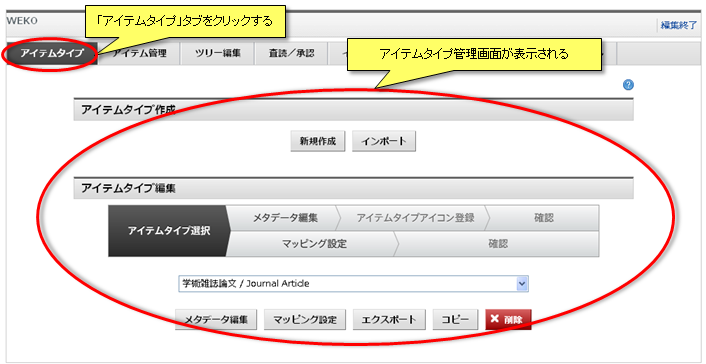 WEKO
「アイテムタイプ」タブをクリックする
編集終了
アイテムタイプ
アイテム管理
ツリー編集
査読／承認
アイテムタイプ管理画面が表示される
アイテムタイプ作成
新規作成
インポート
アイテムタイプ編集
アイテムタイプ選択
メタデータ編集
アイテムタイプアイコン登録
確認
マッピング設定
確認
学術雑誌論文 / Journal Article
メタデータ編集
マッピング設定
エクスポート
コピー
削除